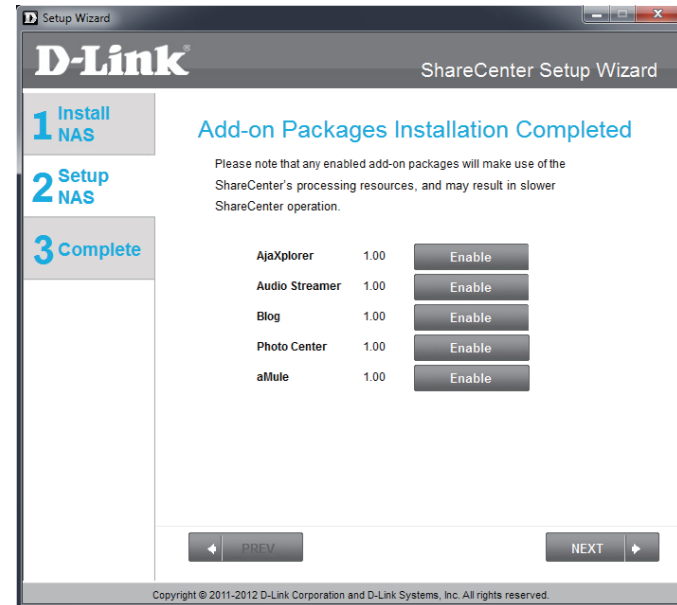 Setup Wizard
D-Link®
ShareCenter Setup Wizard
1 Install
NAS
2 Setup
NAS
3 Complete
Add-on Packages Installation Completed
Please note that any enabled add-on packages will make use of the
ShareCenter's processing resources, and may result in slower
ShareCenter operation.
AjaXplorer 1.00 Enable
Audio Streamer 1.00 Enable
Blog 1.00 Enable
Photo Center 1.00 Enable
aMule 1.00 Enable
PREV
NEXT
Copyright © 2011-2012 D-Link Corporation and D-Link Systems, Inc. All rights reserved.